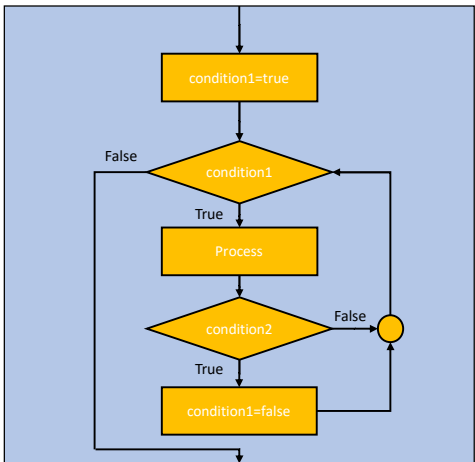 condition1=true
False
condition1
True
Process
condition2
False
True
condition1=false